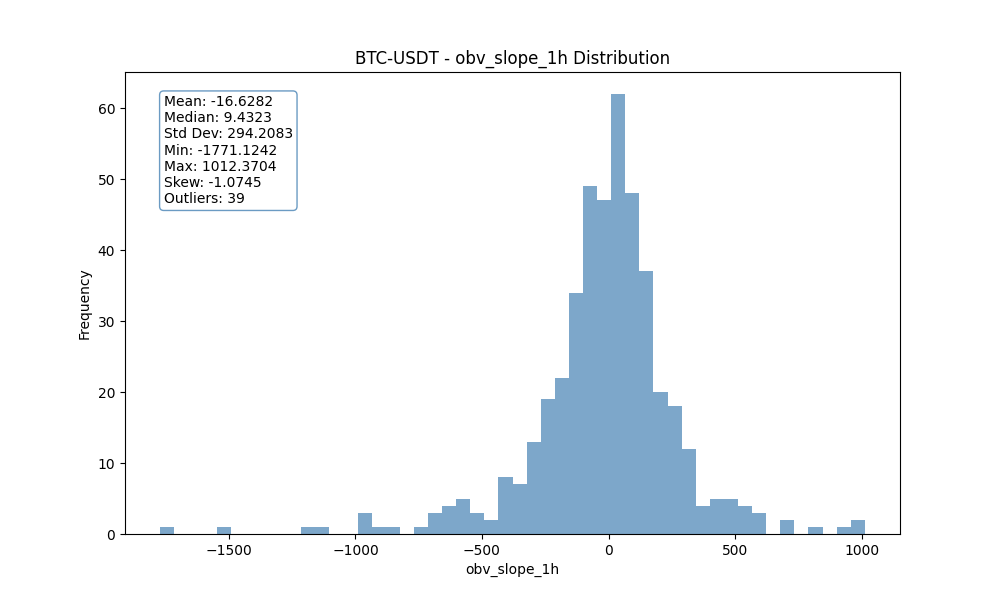 BTC-USDT - obv_slope_1h Distribution
Mean: -16.6282
Median: 9.4323
Std Dev: 294.2083
Min: -1771.1242
Max: 1012.3704
Skew: -1.0745
Outliers: 39
Frequency
60
50
40
30
20
10
0
−1500
−1000
−500
0
500
1000
obv_slope_1h